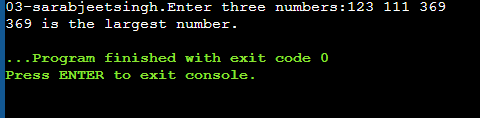 03-sarabjeetsingh.Enter three numbers:123 111 369
369 is the largest number.
...Program finished with exit code 0
Press ENTER to exit console.